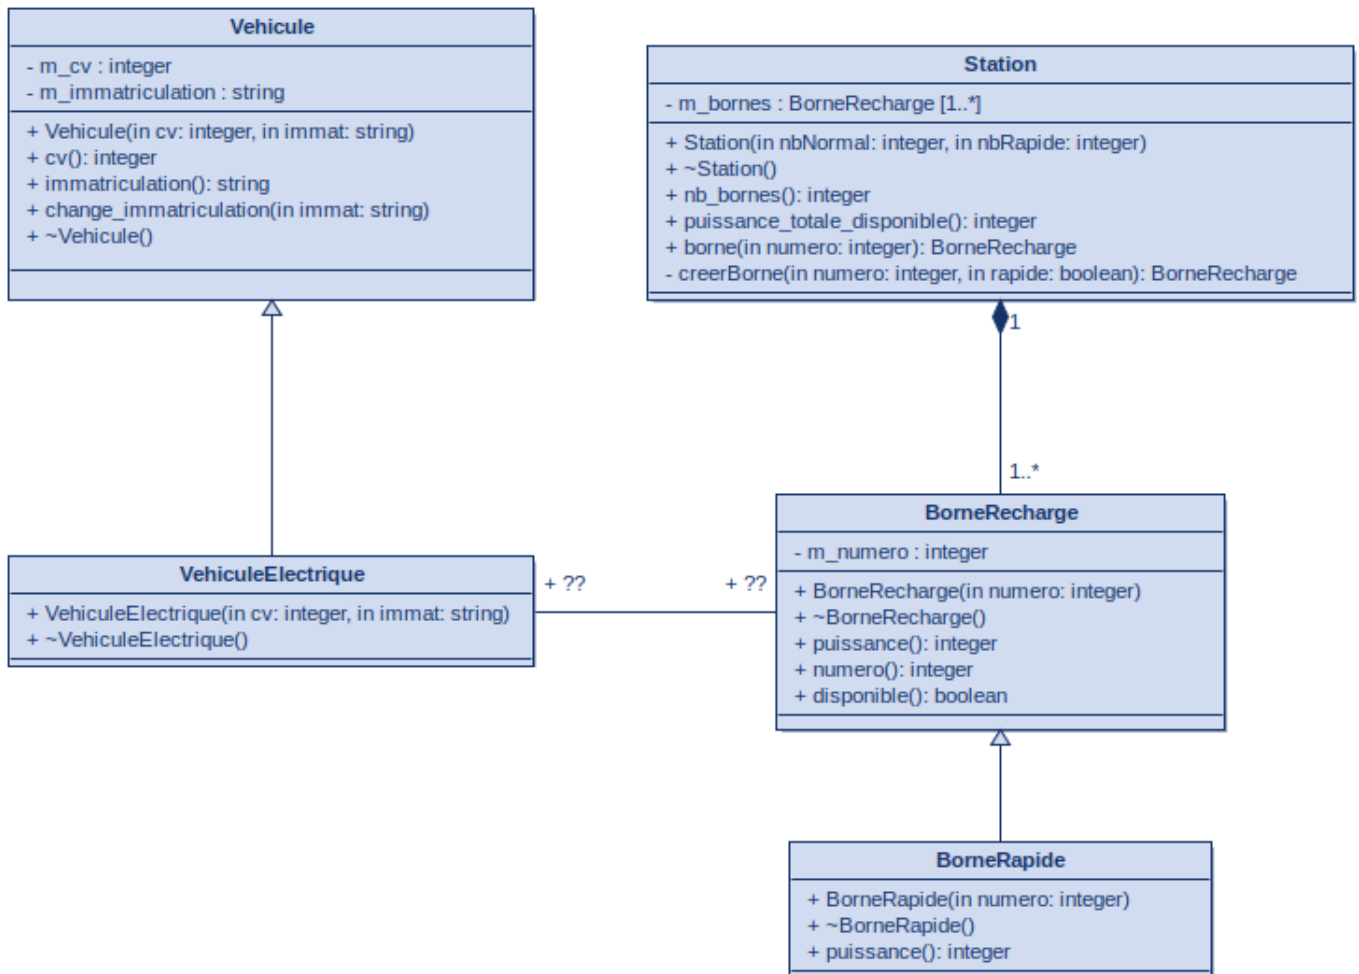 Vehicule
- m_cv : integer
- m_immatriculation : string
+ Vehicule(in cv: integer, in immat: string)
+ cv(): integer
+ immatriculation(): string
+ change_immatriculation(in immat: string)
+ ~Vehicule()
Station
- m_bornes : BorneRecharge [1..*]
+ Station(in nbNormal: integer, in nbRapide: integer)
+ ~Station()
+ nb_bornes(): integer
+ puissance_totale_disponible(): integer
+ borne(in numero: integer): BorneRecharge
- creerBorne(in numero: integer, in rapide: boolean): BorneRecharge
1
1..*
VehiculeElectrique
+ VehiculeElectrique(in cv: integer, in immat: string)
+ ~VehiculeElectrique()
+ ??
+ ??
BorneRecharge
- m_numero : integer
+ BorneRecharge(in numero: integer)
+ ~BorneRecharge()
+ puissance(): integer
+ numero(): integer
+ disponible(): boolean
BorneRapide
+ BorneRapide(in numero: integer)
+ ~BorneRapide()
+ puissance(): integer